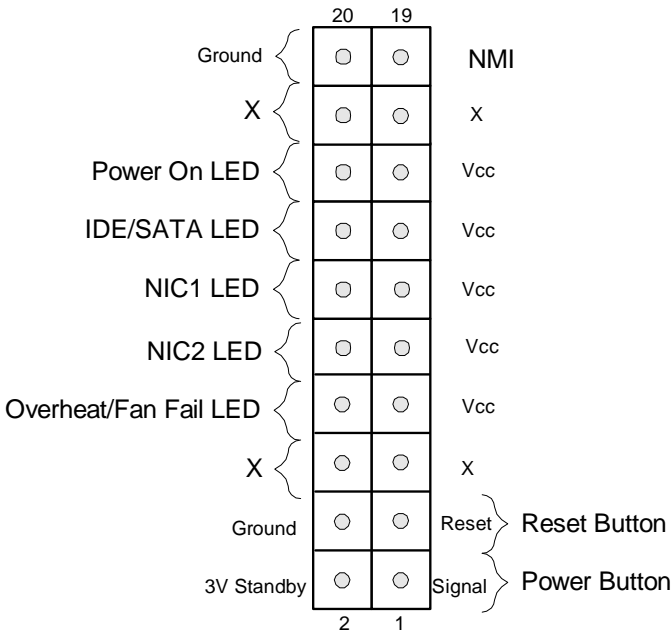 20 19
Ground NMI
X X
Power On LED Vcc
IDE/SATA LED Vcc
NIC1 LED Vcc
NIC2 LED Vcc
Overheat/Fan Fail LED Vcc
X X
Ground Reset Reset Button
3V Standby Signal Power Button
2 1